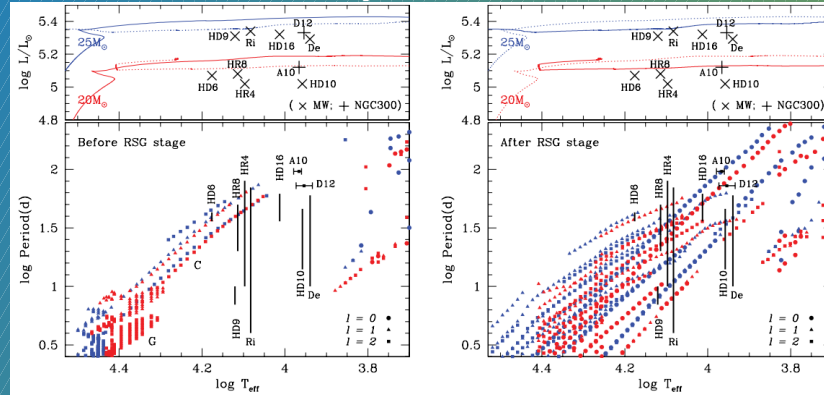 5.4
5.2
5
4.8
log L/L⊙
25M⊙
20M⊙
HD9
Ri
HD16
D12
De
HR8
A10
HD6
HR4
HD10
( × MW; + NGC300)
Before RSG stage
2
1.5
1
0.5
log Period(d)
A10
HD16
D12
HR8
HR4
HD6
C
G
HD9
Ri
HD10
De
l = 0
l = 1
l = 2
4.4
4.2
4
3.8
log Teff
5.4
5.2
5
4.8
log L/L⊙
25M⊙
20M⊙
HD9
Ri
HD16
D12
De
HR8
A10
HD6
HR4
HD10
( × MW; + NGC300)
After RSG stage
2
1.5
1
0.5
log Period(d)
A10
HD16
D12
HR8
HR4
HD6
HD9
Ri
HD10
De
l = 0
l = 1
l = 2
4.4
4.2
4
3.8
log Teff